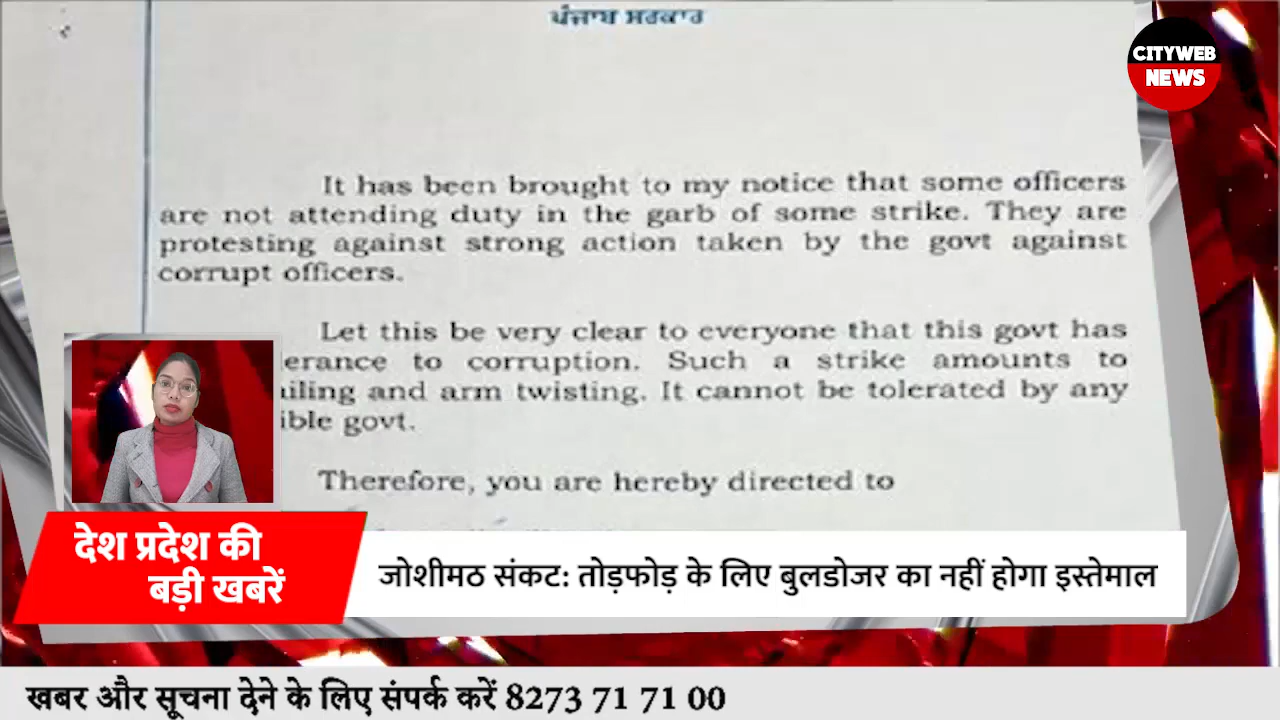 ਪੰਜਾਬ ਸਰਕਾਰ
CITYWEB
NEWS
It has been brought to my notice that some officers
are not attending duty in the garb of some strike. They are
protesting against strong action taken by the govt against
corrupt officers.
Let this be very clear to everyone that this govt has
erance to corruption. Such a strike amounts to
iling and arm twisting. It cannot be tolerated by any
ible govt.
Therefore, you are hereby directed to
देश प्रदेश की
बड़ी खबरें
जोशीमठ संकट: तोड़फोड़ के लिए बुलडोजर का नहीं होगा इस्तेमाल
खबर और सूचना देने के लिए संपर्क करें 8273 71 71 00